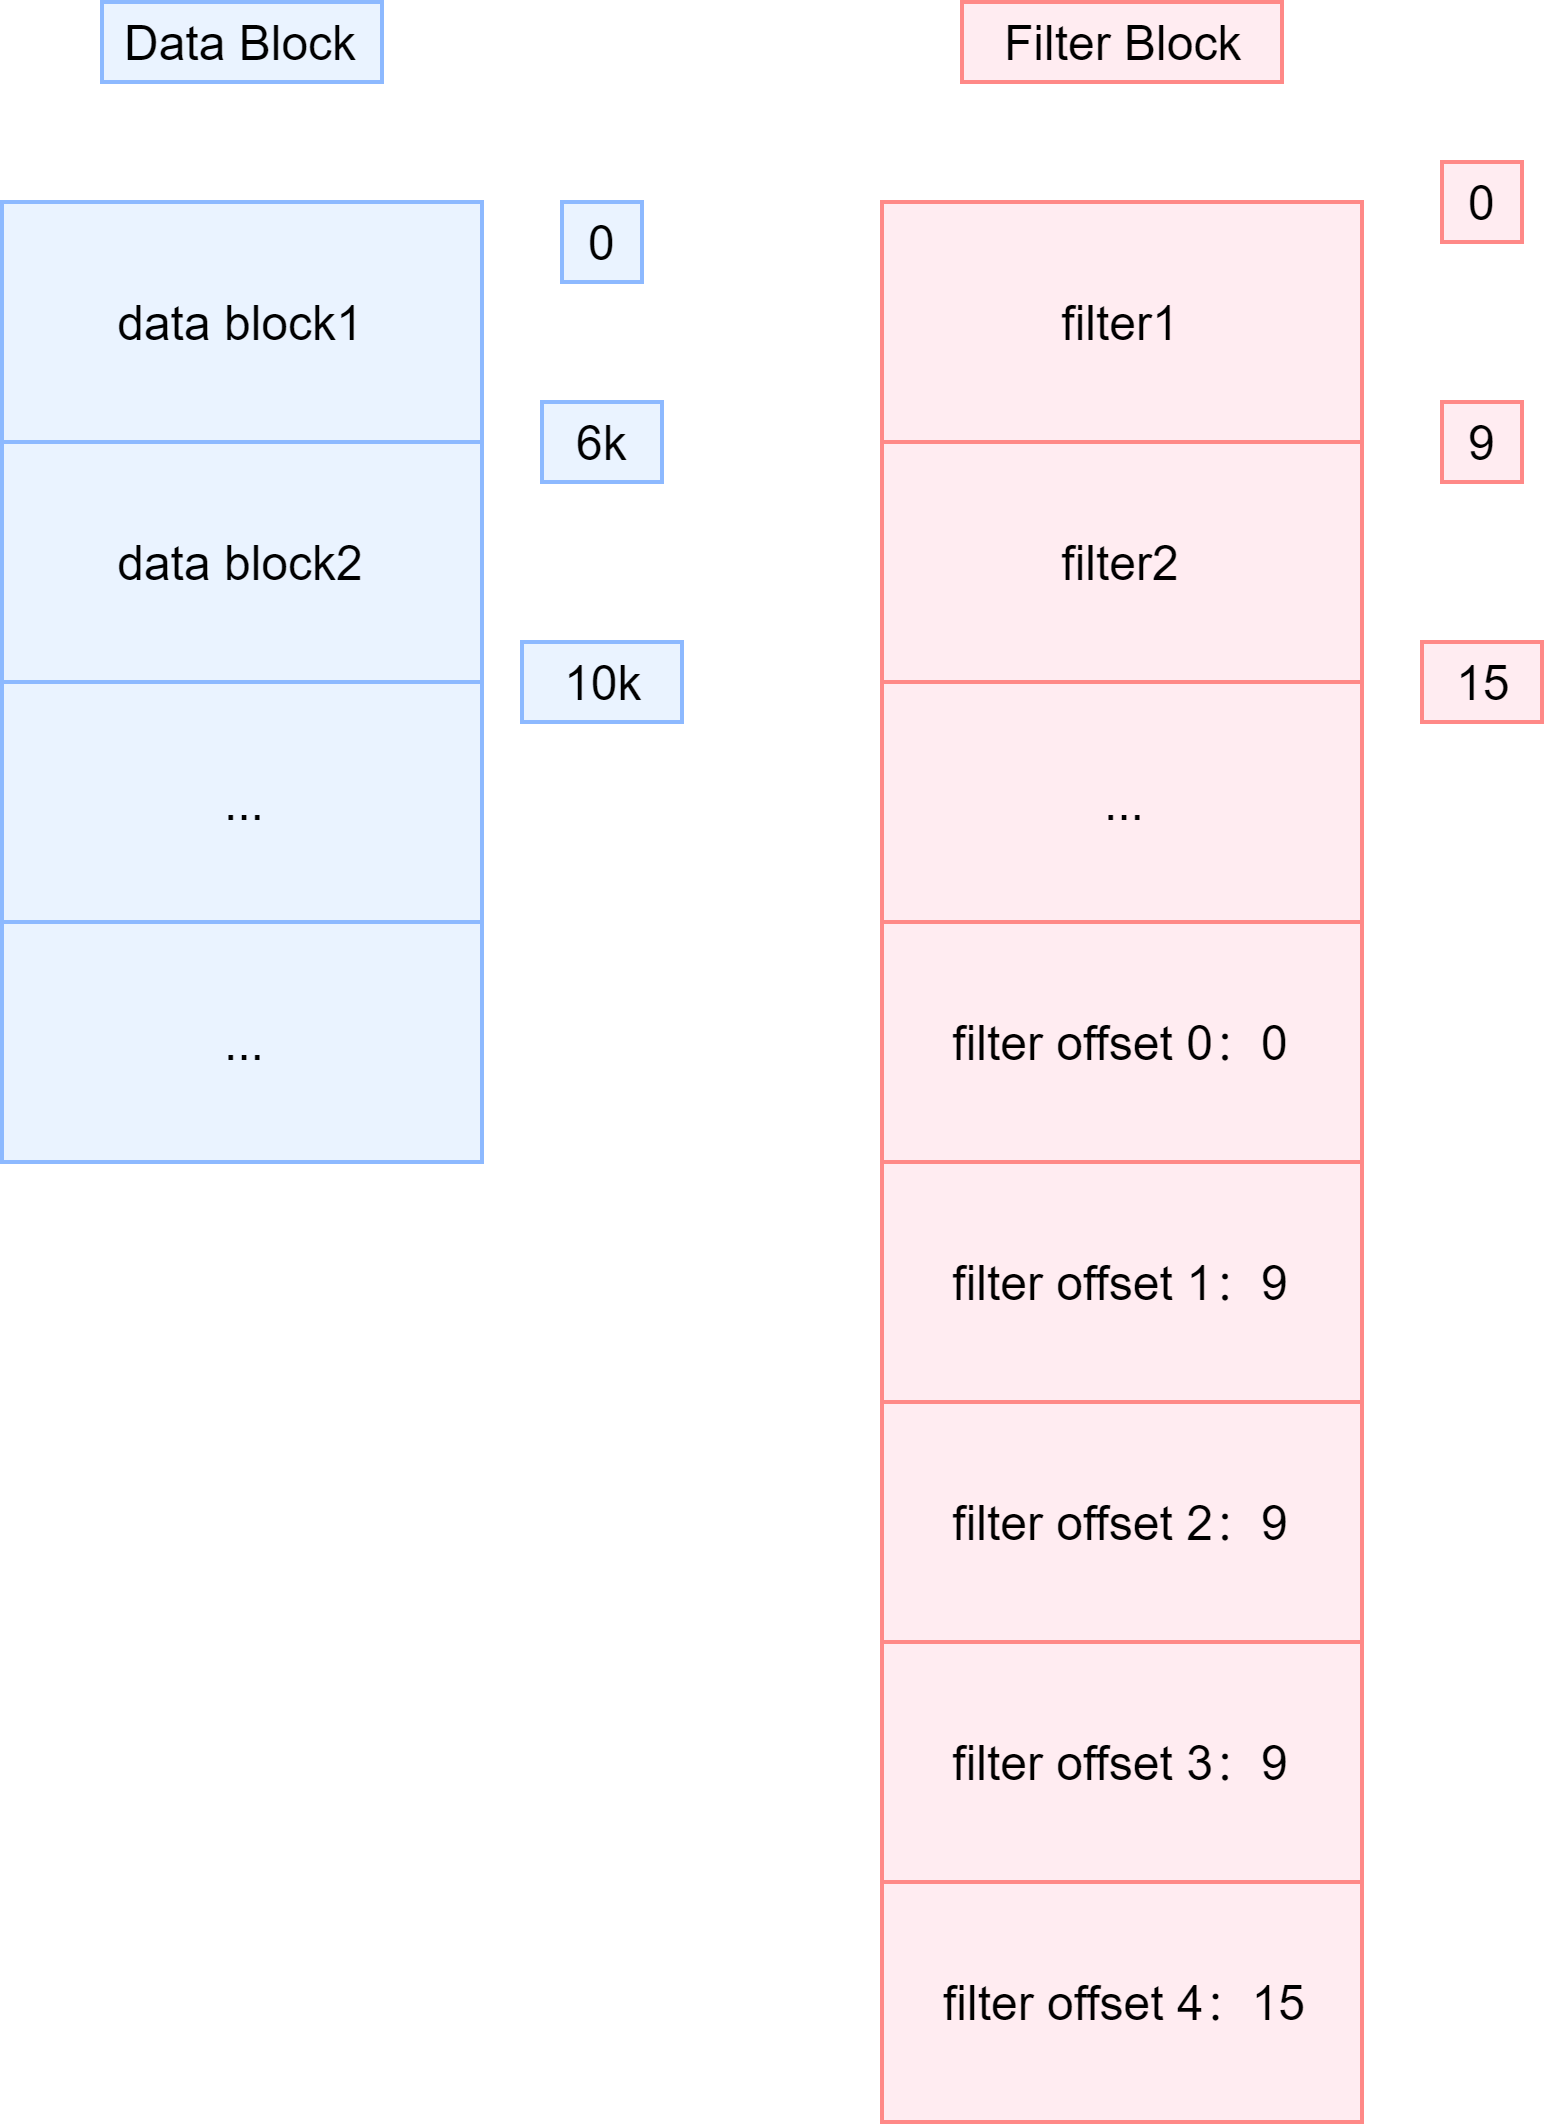 Data Block
0
data block1
6k
data block2
10k
...
...
Filter Block
0
filter1
9
filter2
15
...
filter offset 0：0
filter offset 1：9
filter offset 2：9
filter offset 3：9
filter offset 4：15